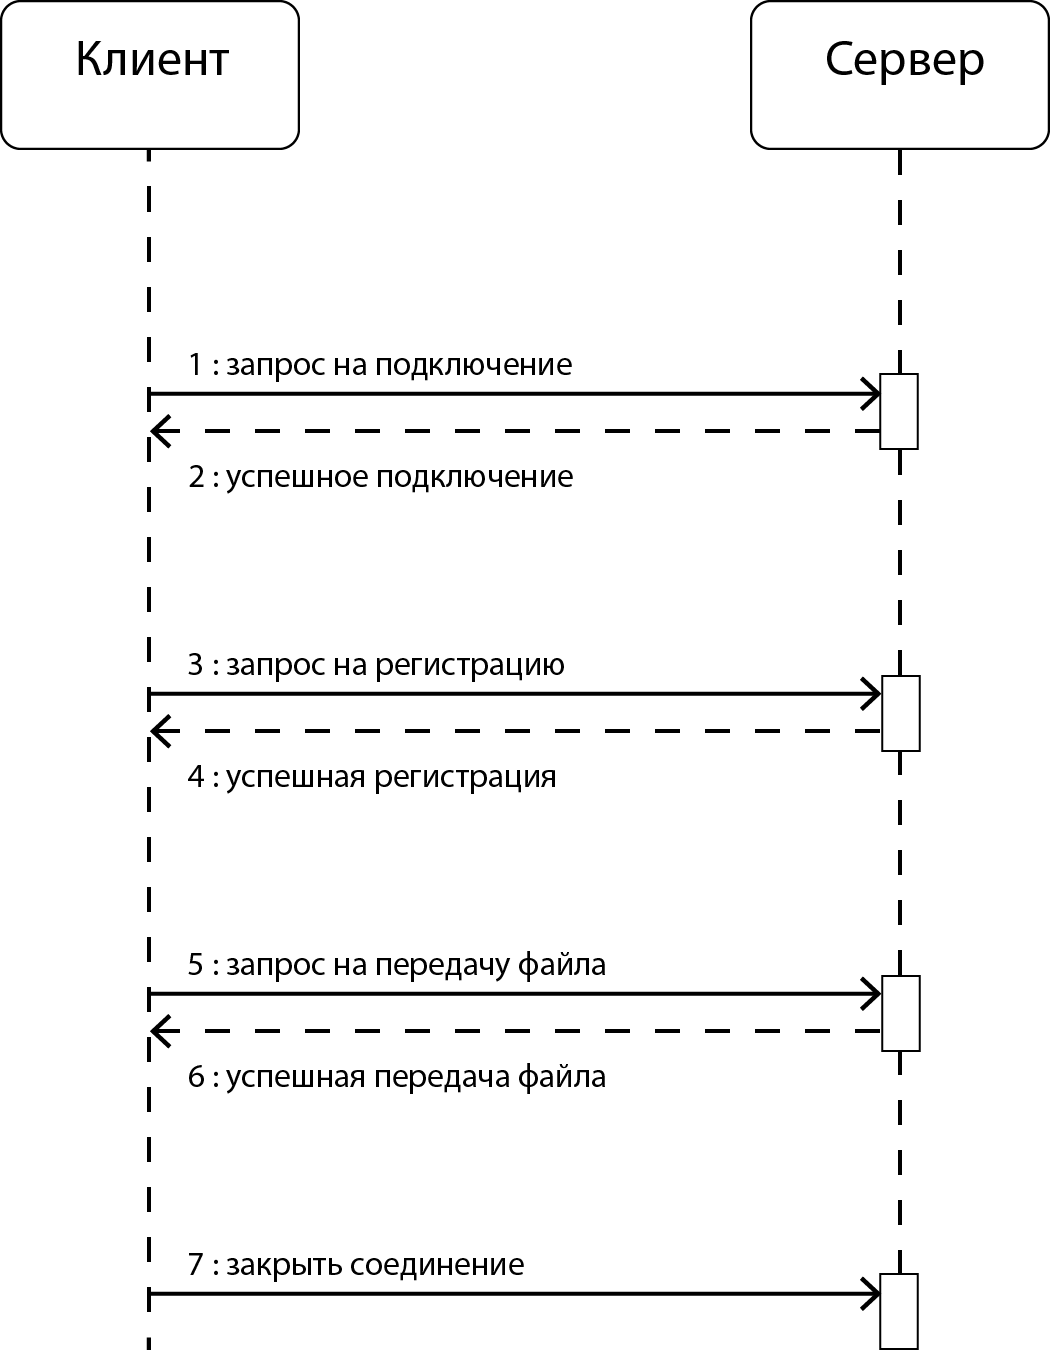 Клиент
Сервер
1 : запрос на подключение
2 : успешное подключение
3 : запрос на регистрацию
4 : успешная регистрация
5 : запрос на передачу файла
6 : успешная передача файла
7 : закрыть соединение